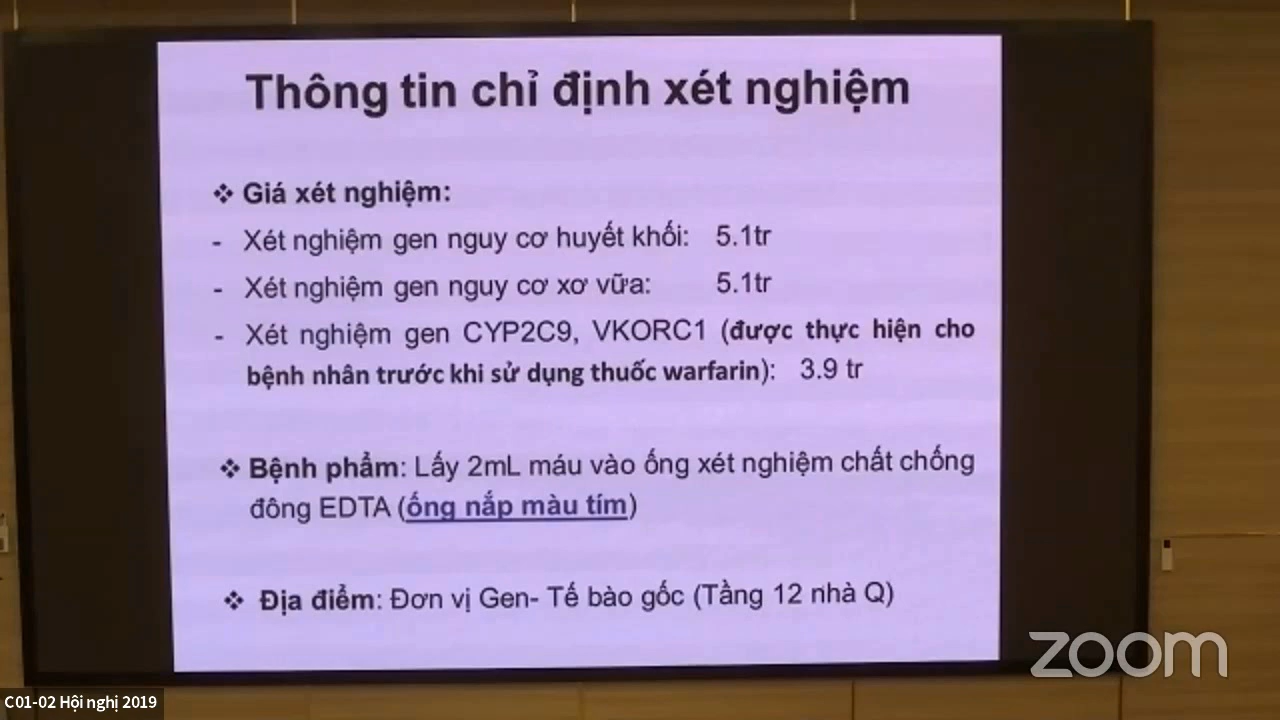 Thông tin chỉ định xét nghiệm
❖ Giá xét nghiệm:
- Xét nghiệm gen nguy cơ huyết khối: 5.1tr
- Xét nghiệm gen nguy cơ xơ vữa: 5.1tr
- Xét nghiệm gen CYP2C9, VKORC1 (được thực hiện cho
bệnh nhân trước khi sử dụng thuốc warfarin): 3.9 tr
❖ Bệnh phẩm: Lấy 2mL máu vào ống xét nghiệm chất chống
đông EDTA (ống nắp màu tím)
❖ Địa điểm: Đơn vị Gen- Tế bào gốc (Tầng 12 nhà Q)
zoom
C01-02 Hội nghị 2019